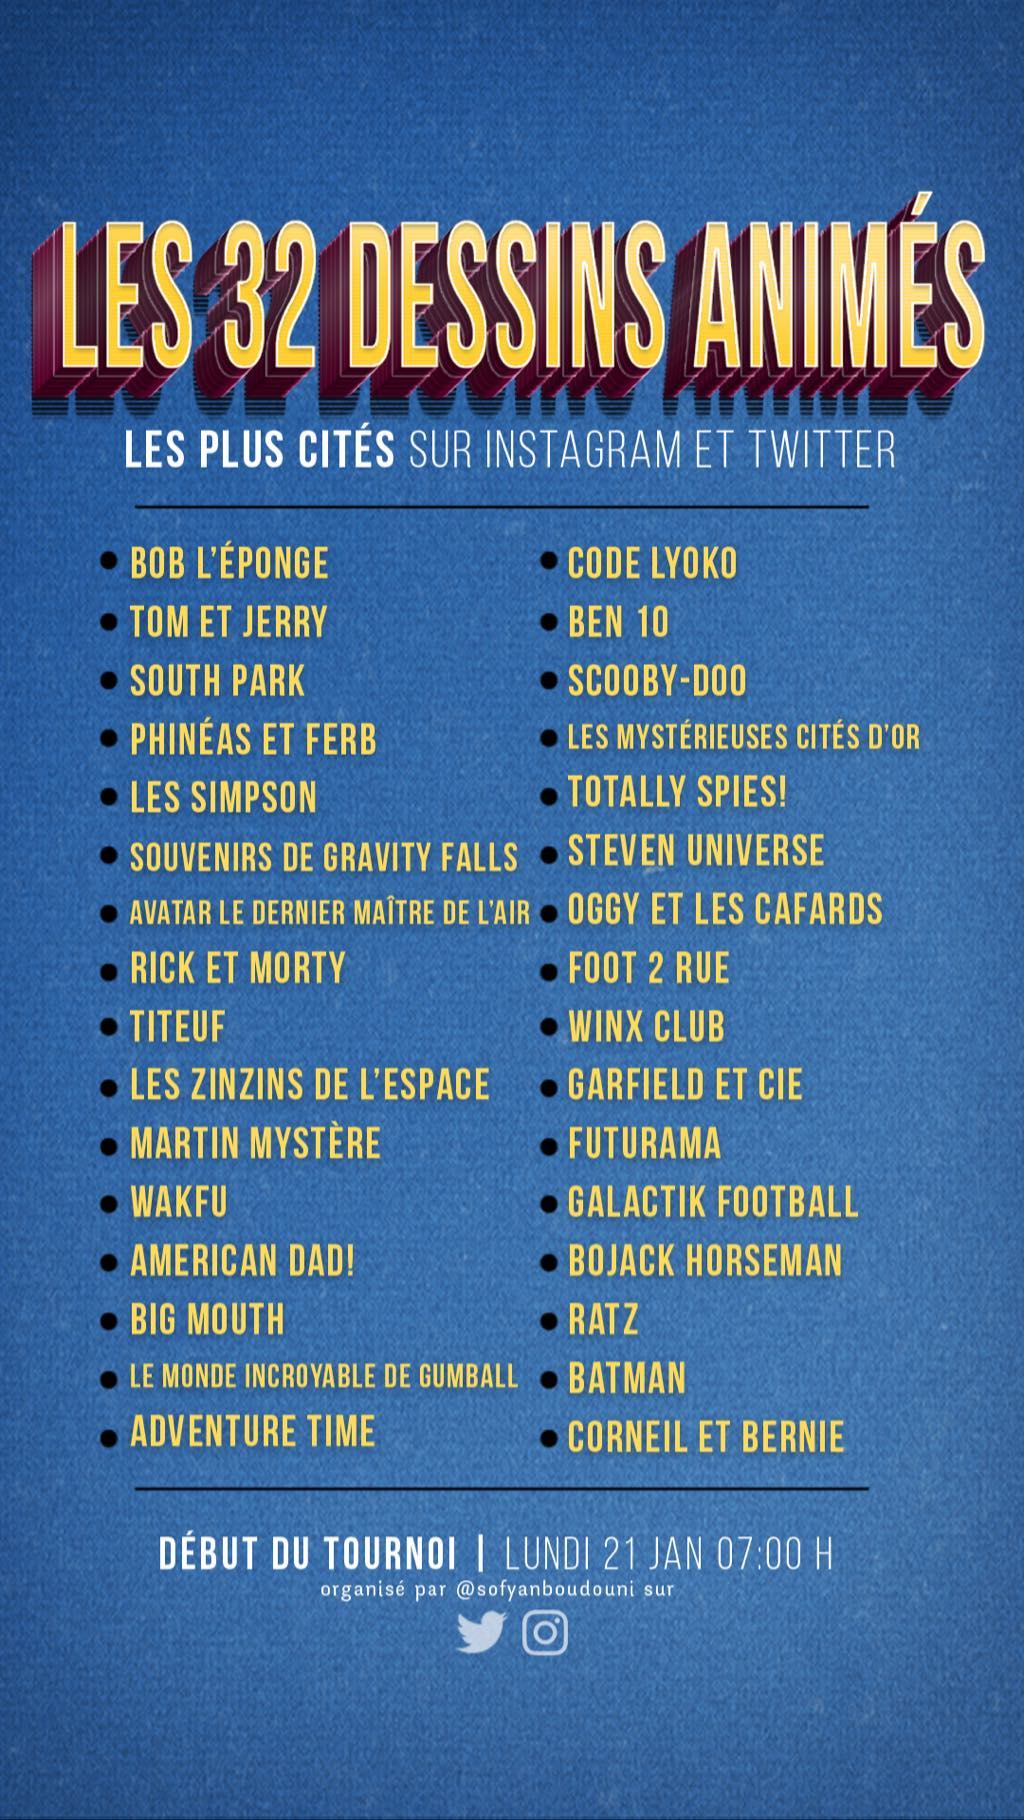 LES 32 DESSINS ANIMÉS
LES PLUS CITÉS SUR INSTAGRAM ET TWITTER
BOB L'ÉPONGE
TOM ET JERRY
SOUTH PARK
PHINÉAS ET FERB
LES SIMPSON
SOUVENIRS DE GRAVITY FALLS
AVATAR LE DERNIER MAÎTRE DE L'AIR
RICK ET MORTY
TITEUF
LES ZINZINS DE L'ESPACE
MARTIN MYSTÈRE
WAKFU
AMERICAN DAD!
BIG MOUTH
LE MONDE INCROYABLE DE GUMBALL
ADVENTURE TIME
CODE LYOKO
BEN 10
SCOOBY-DOO
LES MYSTÉRIEUSES CITÉS D'OR
TOTALLY SPIES!
STEVEN UNIVERSE
OGGY ET LES CAFARDS
FOOT 2 RUE
WINX CLUB
GARFIELD ET CIE
FUTURAMA
GALACTIK FOOTBALL
BOJACK HORSEMAN
RATZ
BATMAN
CORNEIL ET BERNIE
DÉBUT DU TOURNOI | LUNDI 21 JAN 07:00 H
organisé par @sofyanboudouni sur